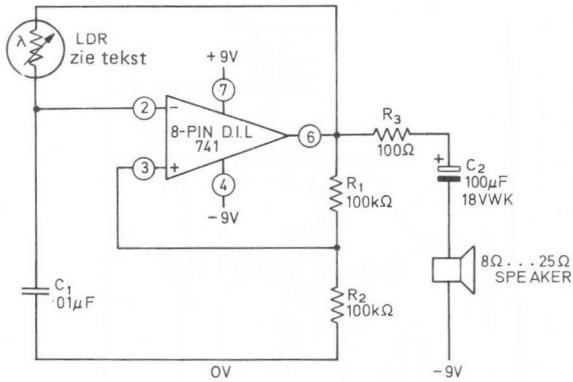 λ
LDR
zie tekst
+9V
7
2
-
8-PIN D.I.L
741
6
3
+
4
-9V
R3
100Ω
+
C2
100µF
18VWK
R1
100kΩ
8Ω...25Ω
SPEAKER
C1
.01µF
R2
100kΩ
0V
-9V